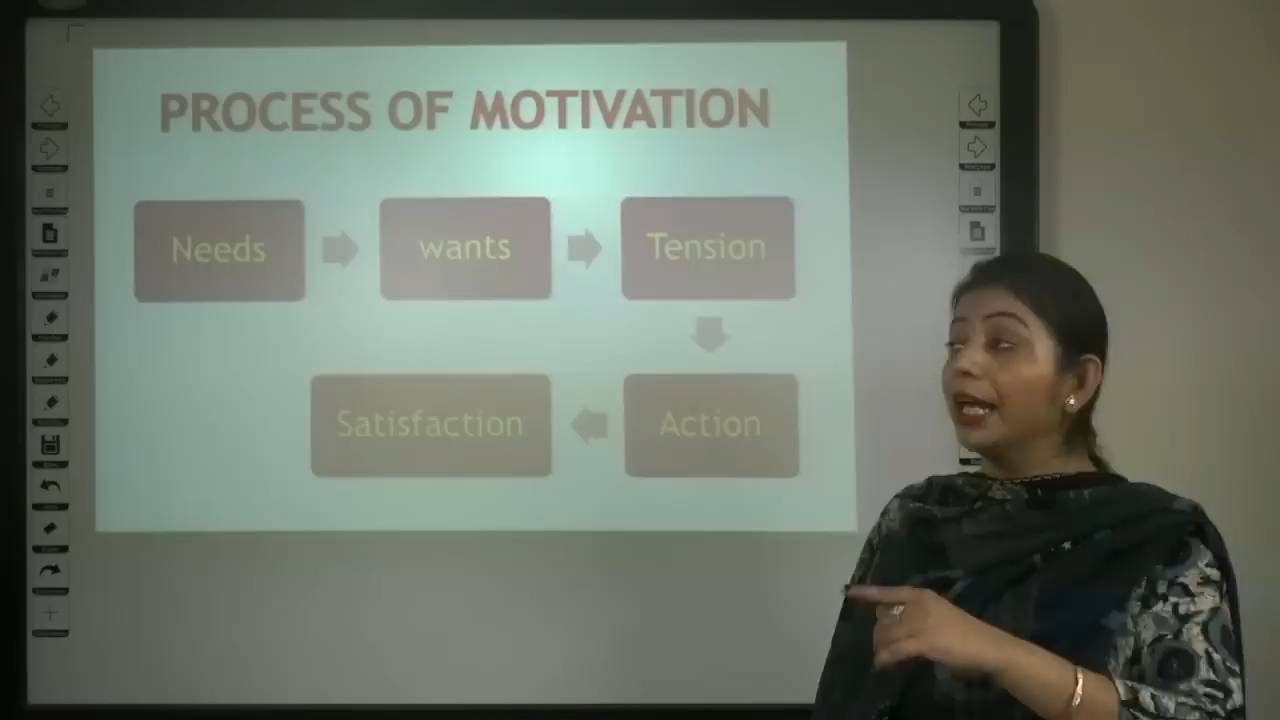 PROCESS OF MOTIVATION
Needs
wants
Tension
Action
Satisfaction